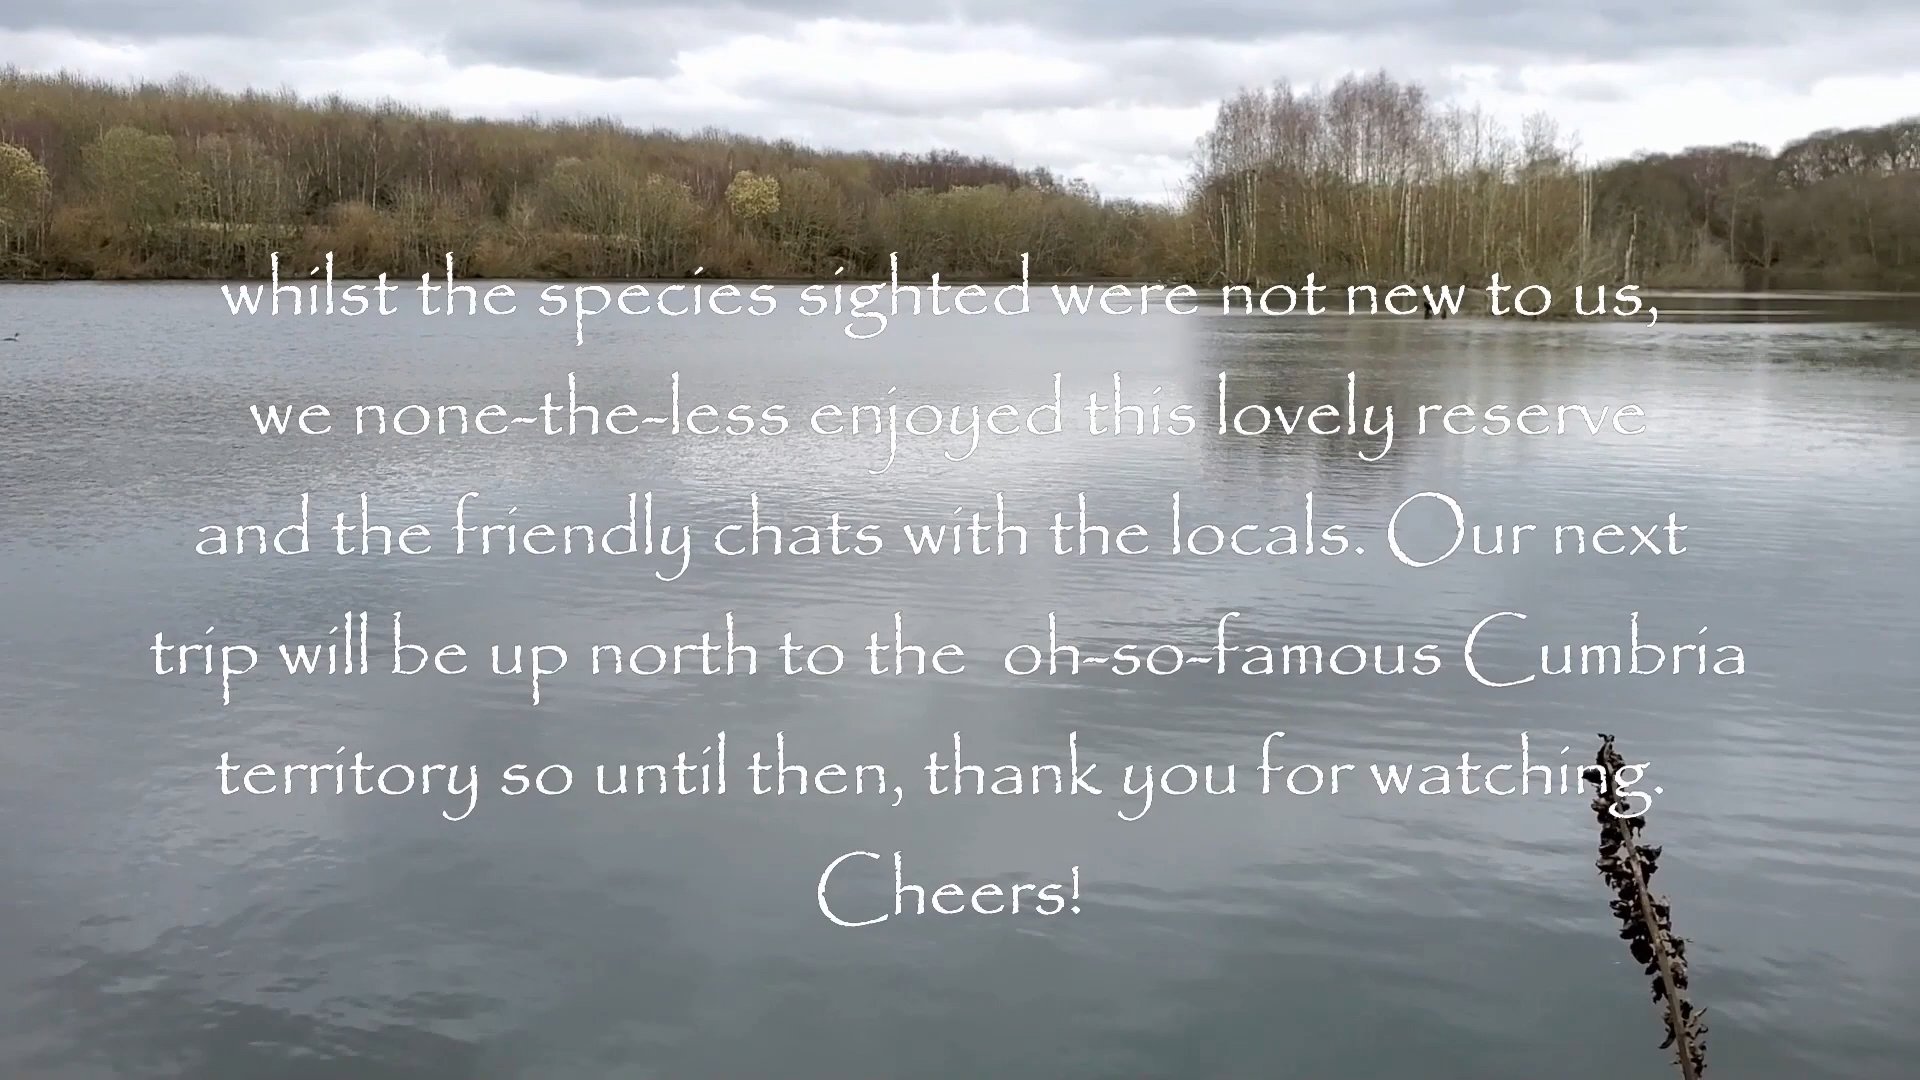 whilst the species sighted were not new to us,
we none-the-less enjoyed this lovely reserve
and the friendly chats with the locals. Our next
trip will be up north to the  oh-so-famous Cumbria
territory so until then, thank you for watching.
Cheers!